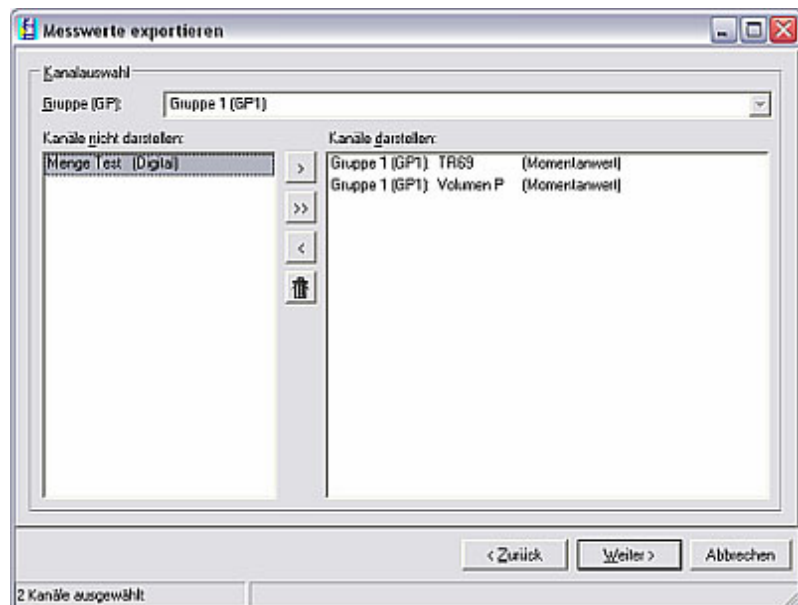 Messwerte exportieren
Kanalauswahl
Gruppe (GP): Gruppe 1 (GP1)
Kanäle nicht darstellen:
Menge Test (Digital)
>
>>
<
Kanäle darstellen:
Gruppe 1 (GP1) TR69 (Momentanwert)
Gruppe 1 (GP1) Volumen P (Momentanwert)
< Zurück Weiter > Abbrechen
2 Kanäle ausgewählt